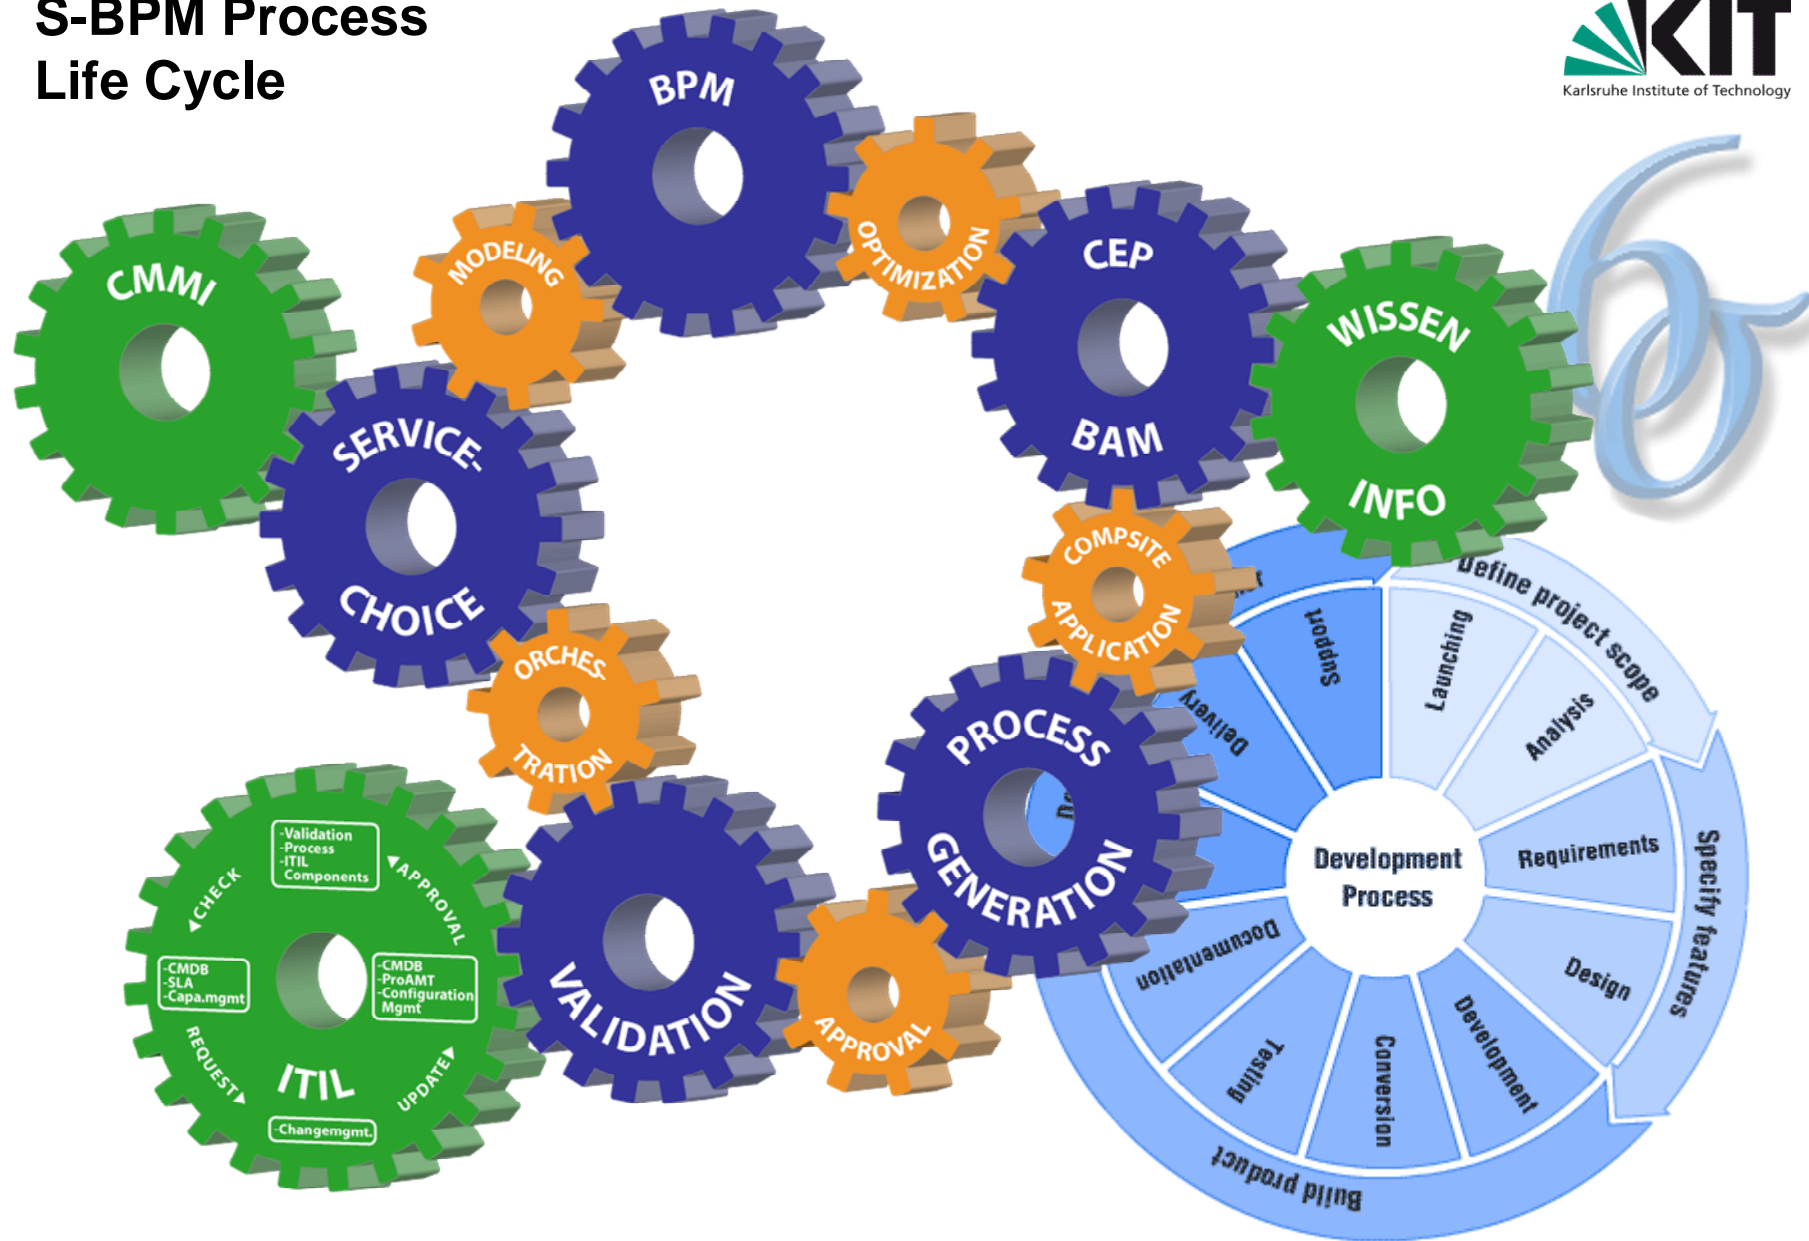 S-BPM Process
Life Cycle
KIT
Karlsruhe Institute of Technology
BPM
OPTIMIZATION
MODELING
CMMI
CEP
BAM
WISSEN
INFO
6σ
SERVICE-
CHOICE
COMPSITE
APPLICATION
ORCHES-
TRATION
PROCESS
GENERATION
VALIDATION
APPROVAL
-Validation
-Process
-ITIL
Components
CHECK
APPROVAL
-CMDB
-SLA
-Capa.mgmt
-CMDB
-ProAMT
-Configuration
Mgmt
REQUEST
ITIL
UPDATE
-Changemgmt.
Define project scope
Support
Launching
Analysis
Delivery
Development
Process
Requirements
Specify features
Design
Documentation
Development
Testing
Conversion
Build product